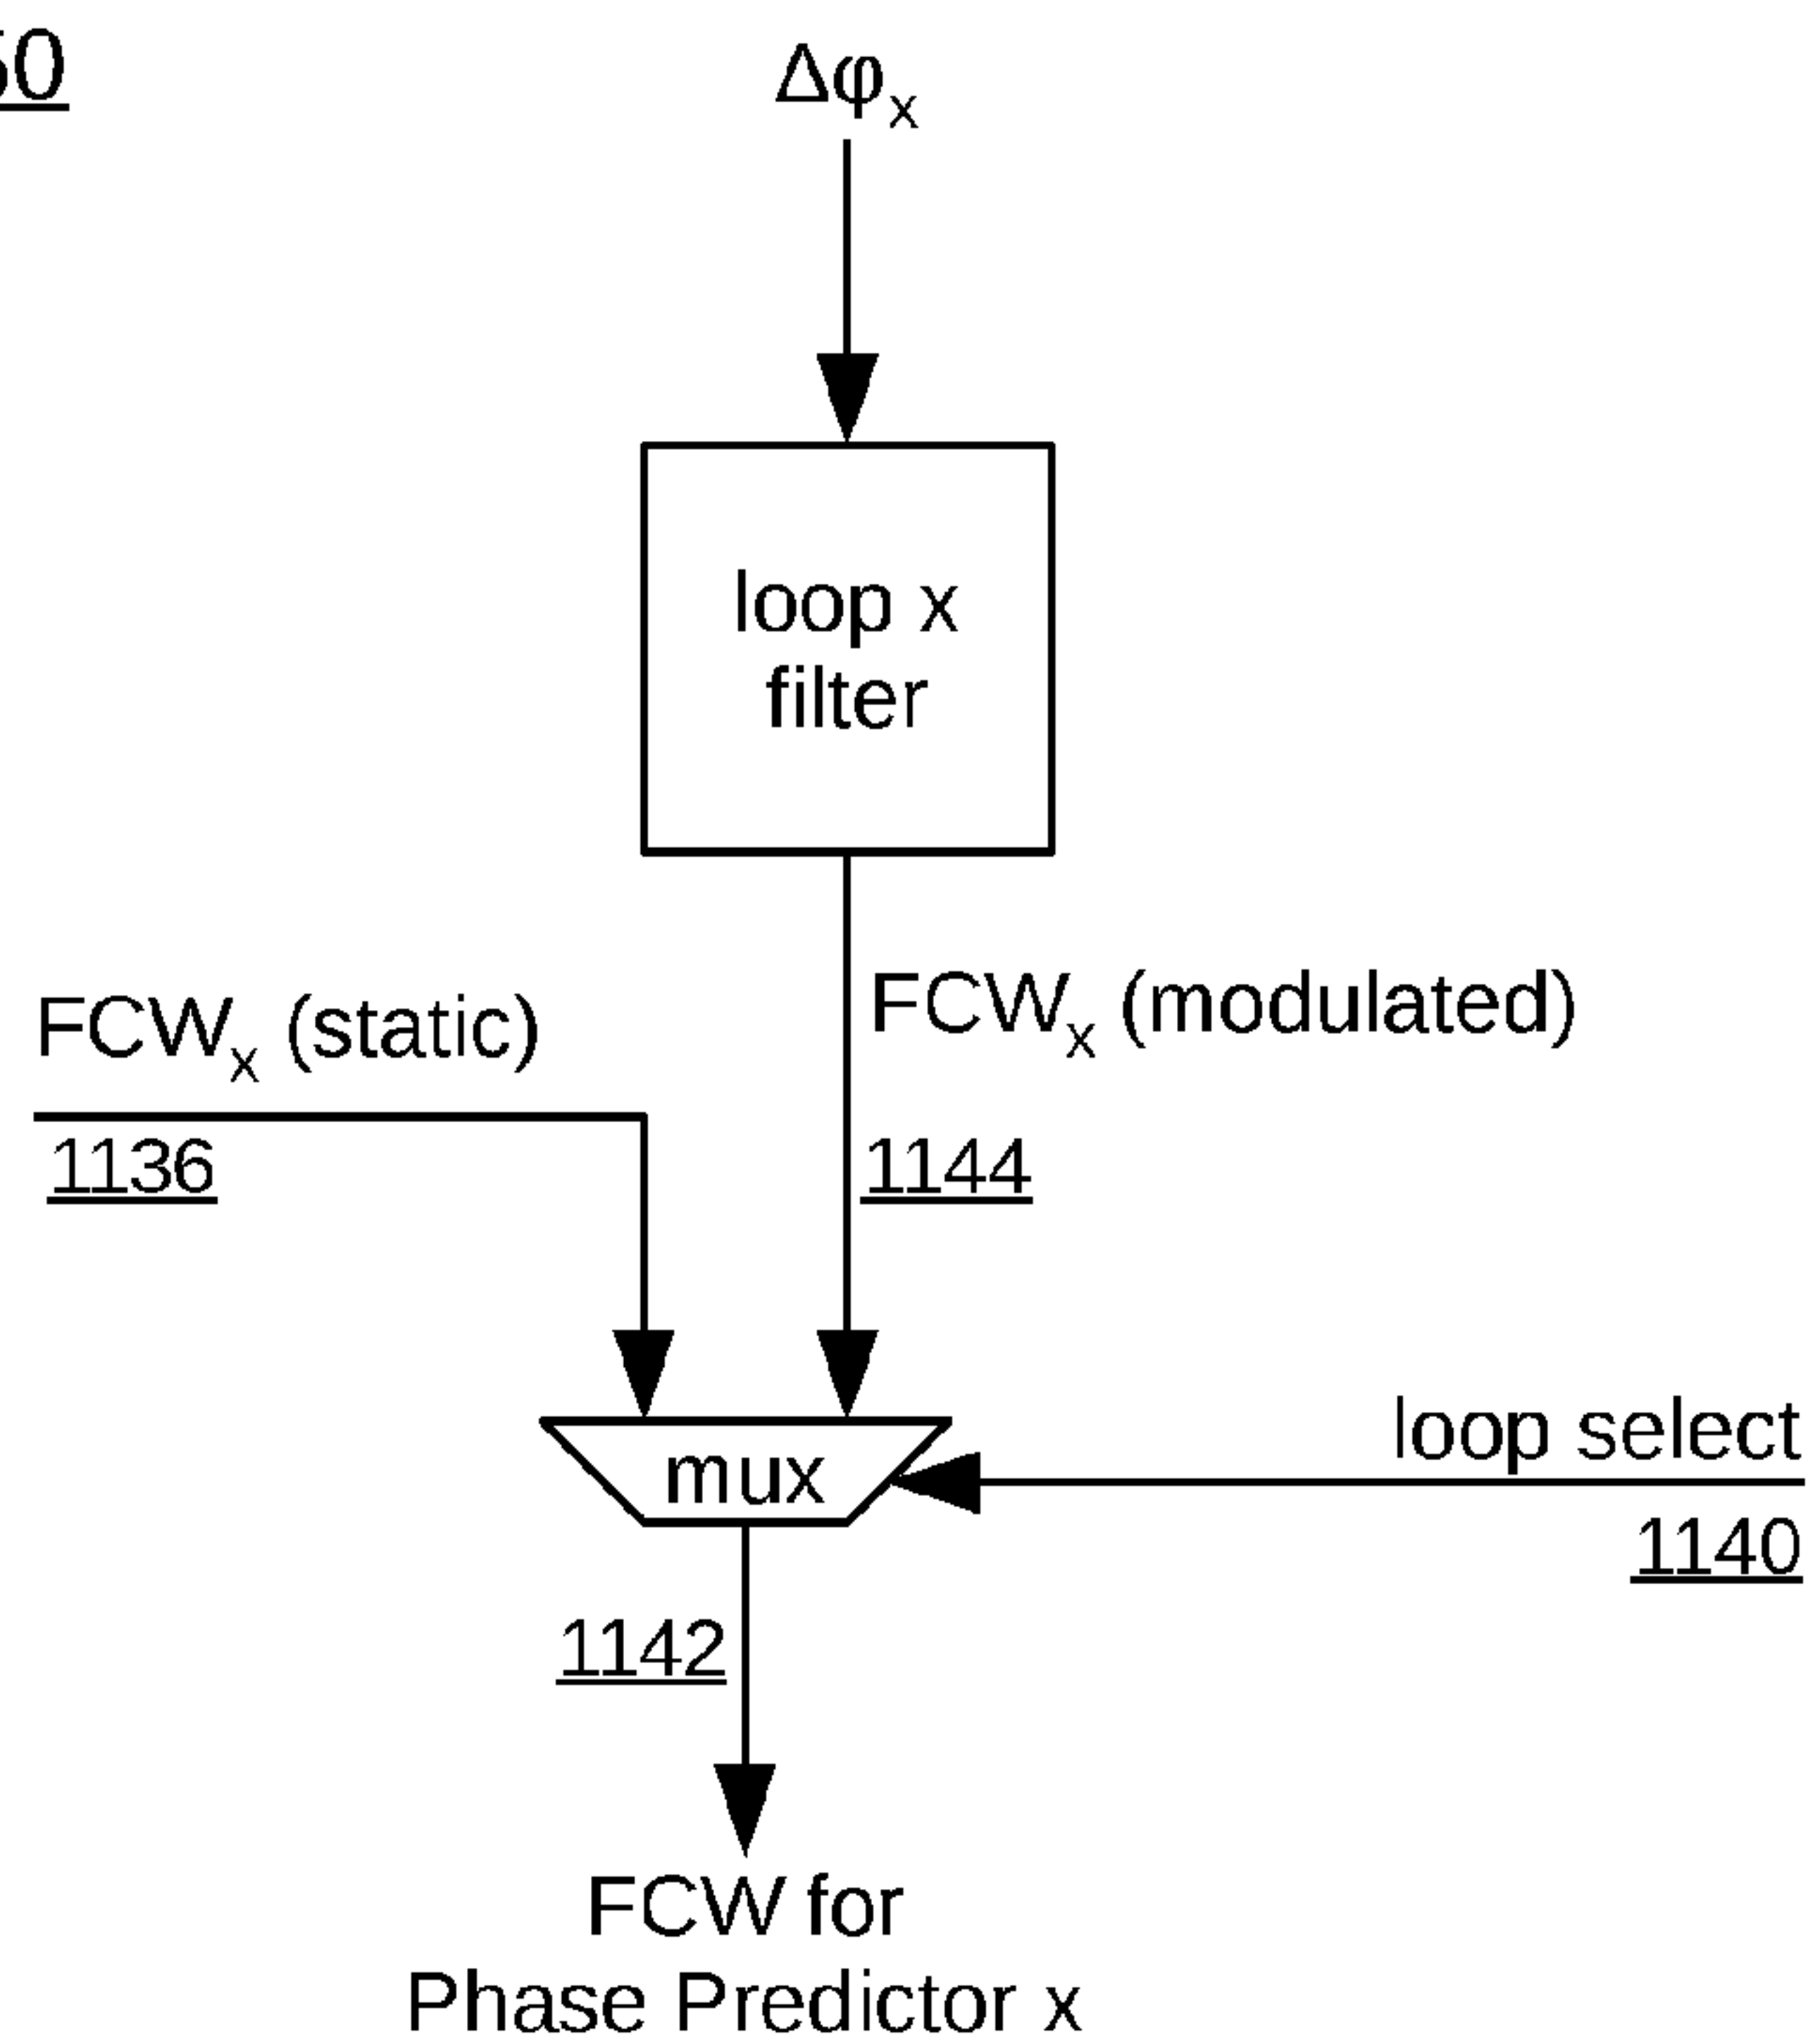 50
Δφx
loop x
filter
FCWx (static)
FCWx (modulated)
1136
1144
mux
loop select
1140
1142
FCW for
Phase Predictor x